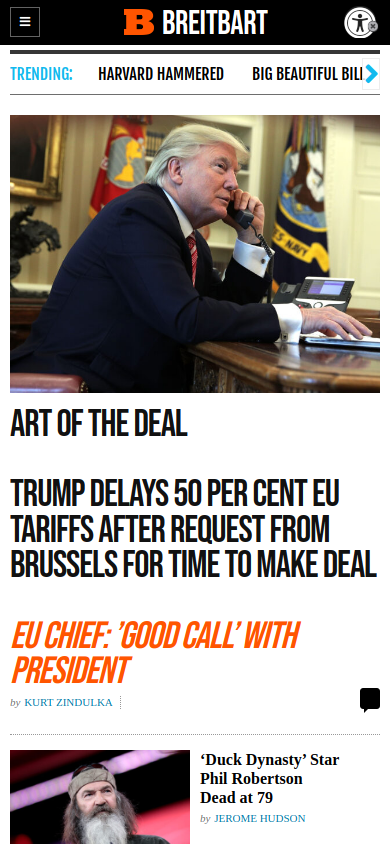 BREITBART
TRENDING: HARVARD HAMMERED BIG BEAUTIFUL BILL
ART OF THE DEAL
TRUMP DELAYS 50 PER CENT EU
TARIFFS AFTER REQUEST FROM
BRUSSELS FOR TIME TO MAKE DEAL
EU CHIEF: ’GOOD CALL’ WITH
PRESIDENT
by KURT ZINDULKA
‘Duck Dynasty’ Star
Phil Robertson
Dead at 79
by JEROME HUDSON